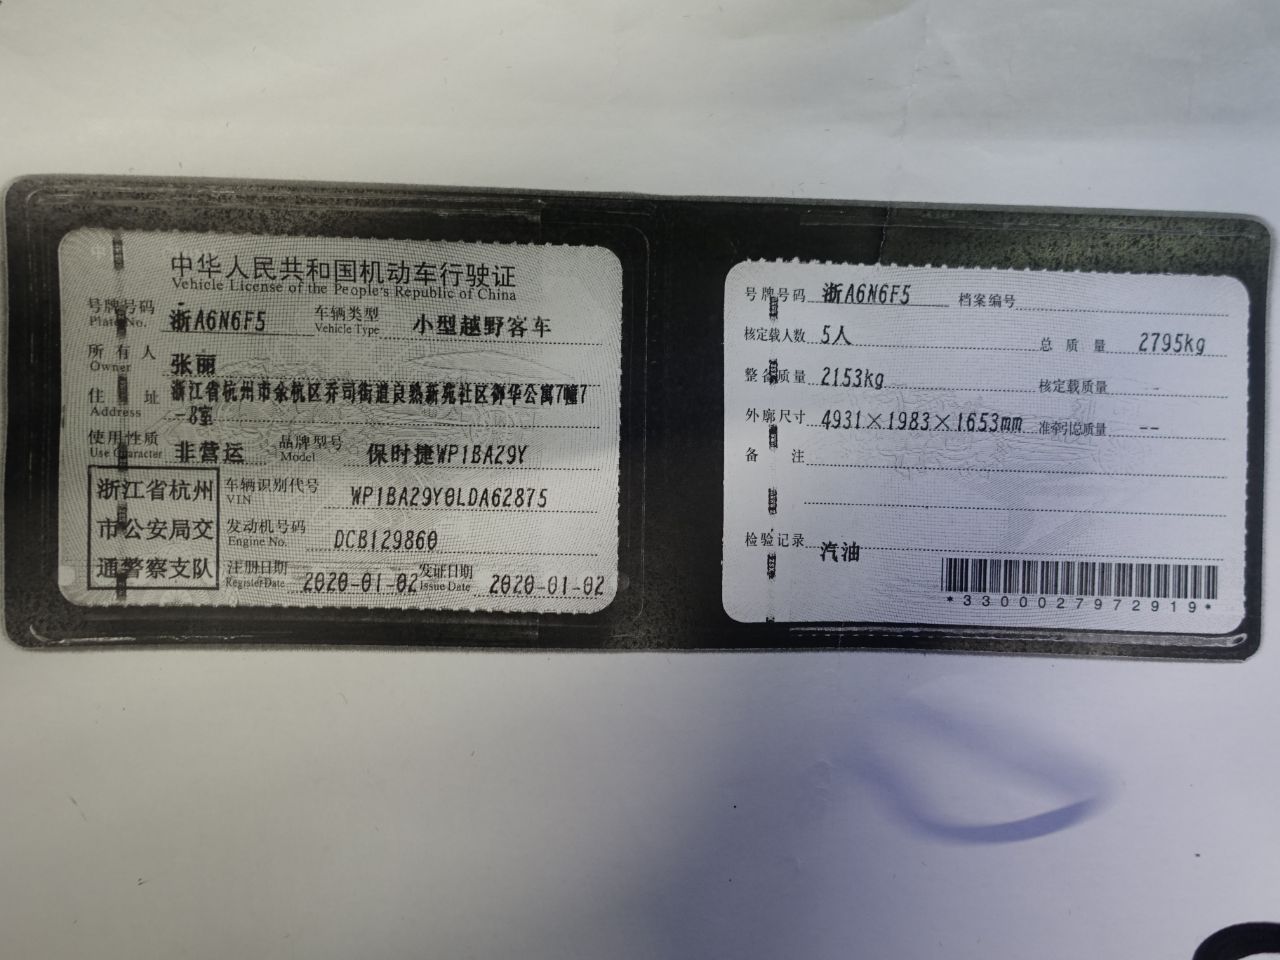 中华人民共和国机动车行驶证
Vehicle License of the People's Republic of China
号牌号码 浙A6N6F5 车辆类型 小型越野客车
Plate No. Vehicle Type
所有人 张丽
Owner
住址 浙江省杭州市余杭区乔司街道良熟新苑社区御华公寓7幢7
Address -8室
使用性质 非营运 品牌型号 保时捷WP1BA29Y
Use Character Model
浙江省杭州
市公安局交
通警察支队
车辆识别代号 WP1BA29Y0LDA62875
VIN
发动机号码 DCB129860
Engine No.
注册日期 2020-01-02 发证日期 2020-01-02
Register Date Issue Date
号牌号码 浙A6N6F5 档案编号
核定载人数 5人 总质量 2795kg
整备质量 2153kg 核定载质量 --
外廓尺寸 4931×1983×1653mm 准牵引总质量 --
备注
检验记录 汽油
*3300027972919*